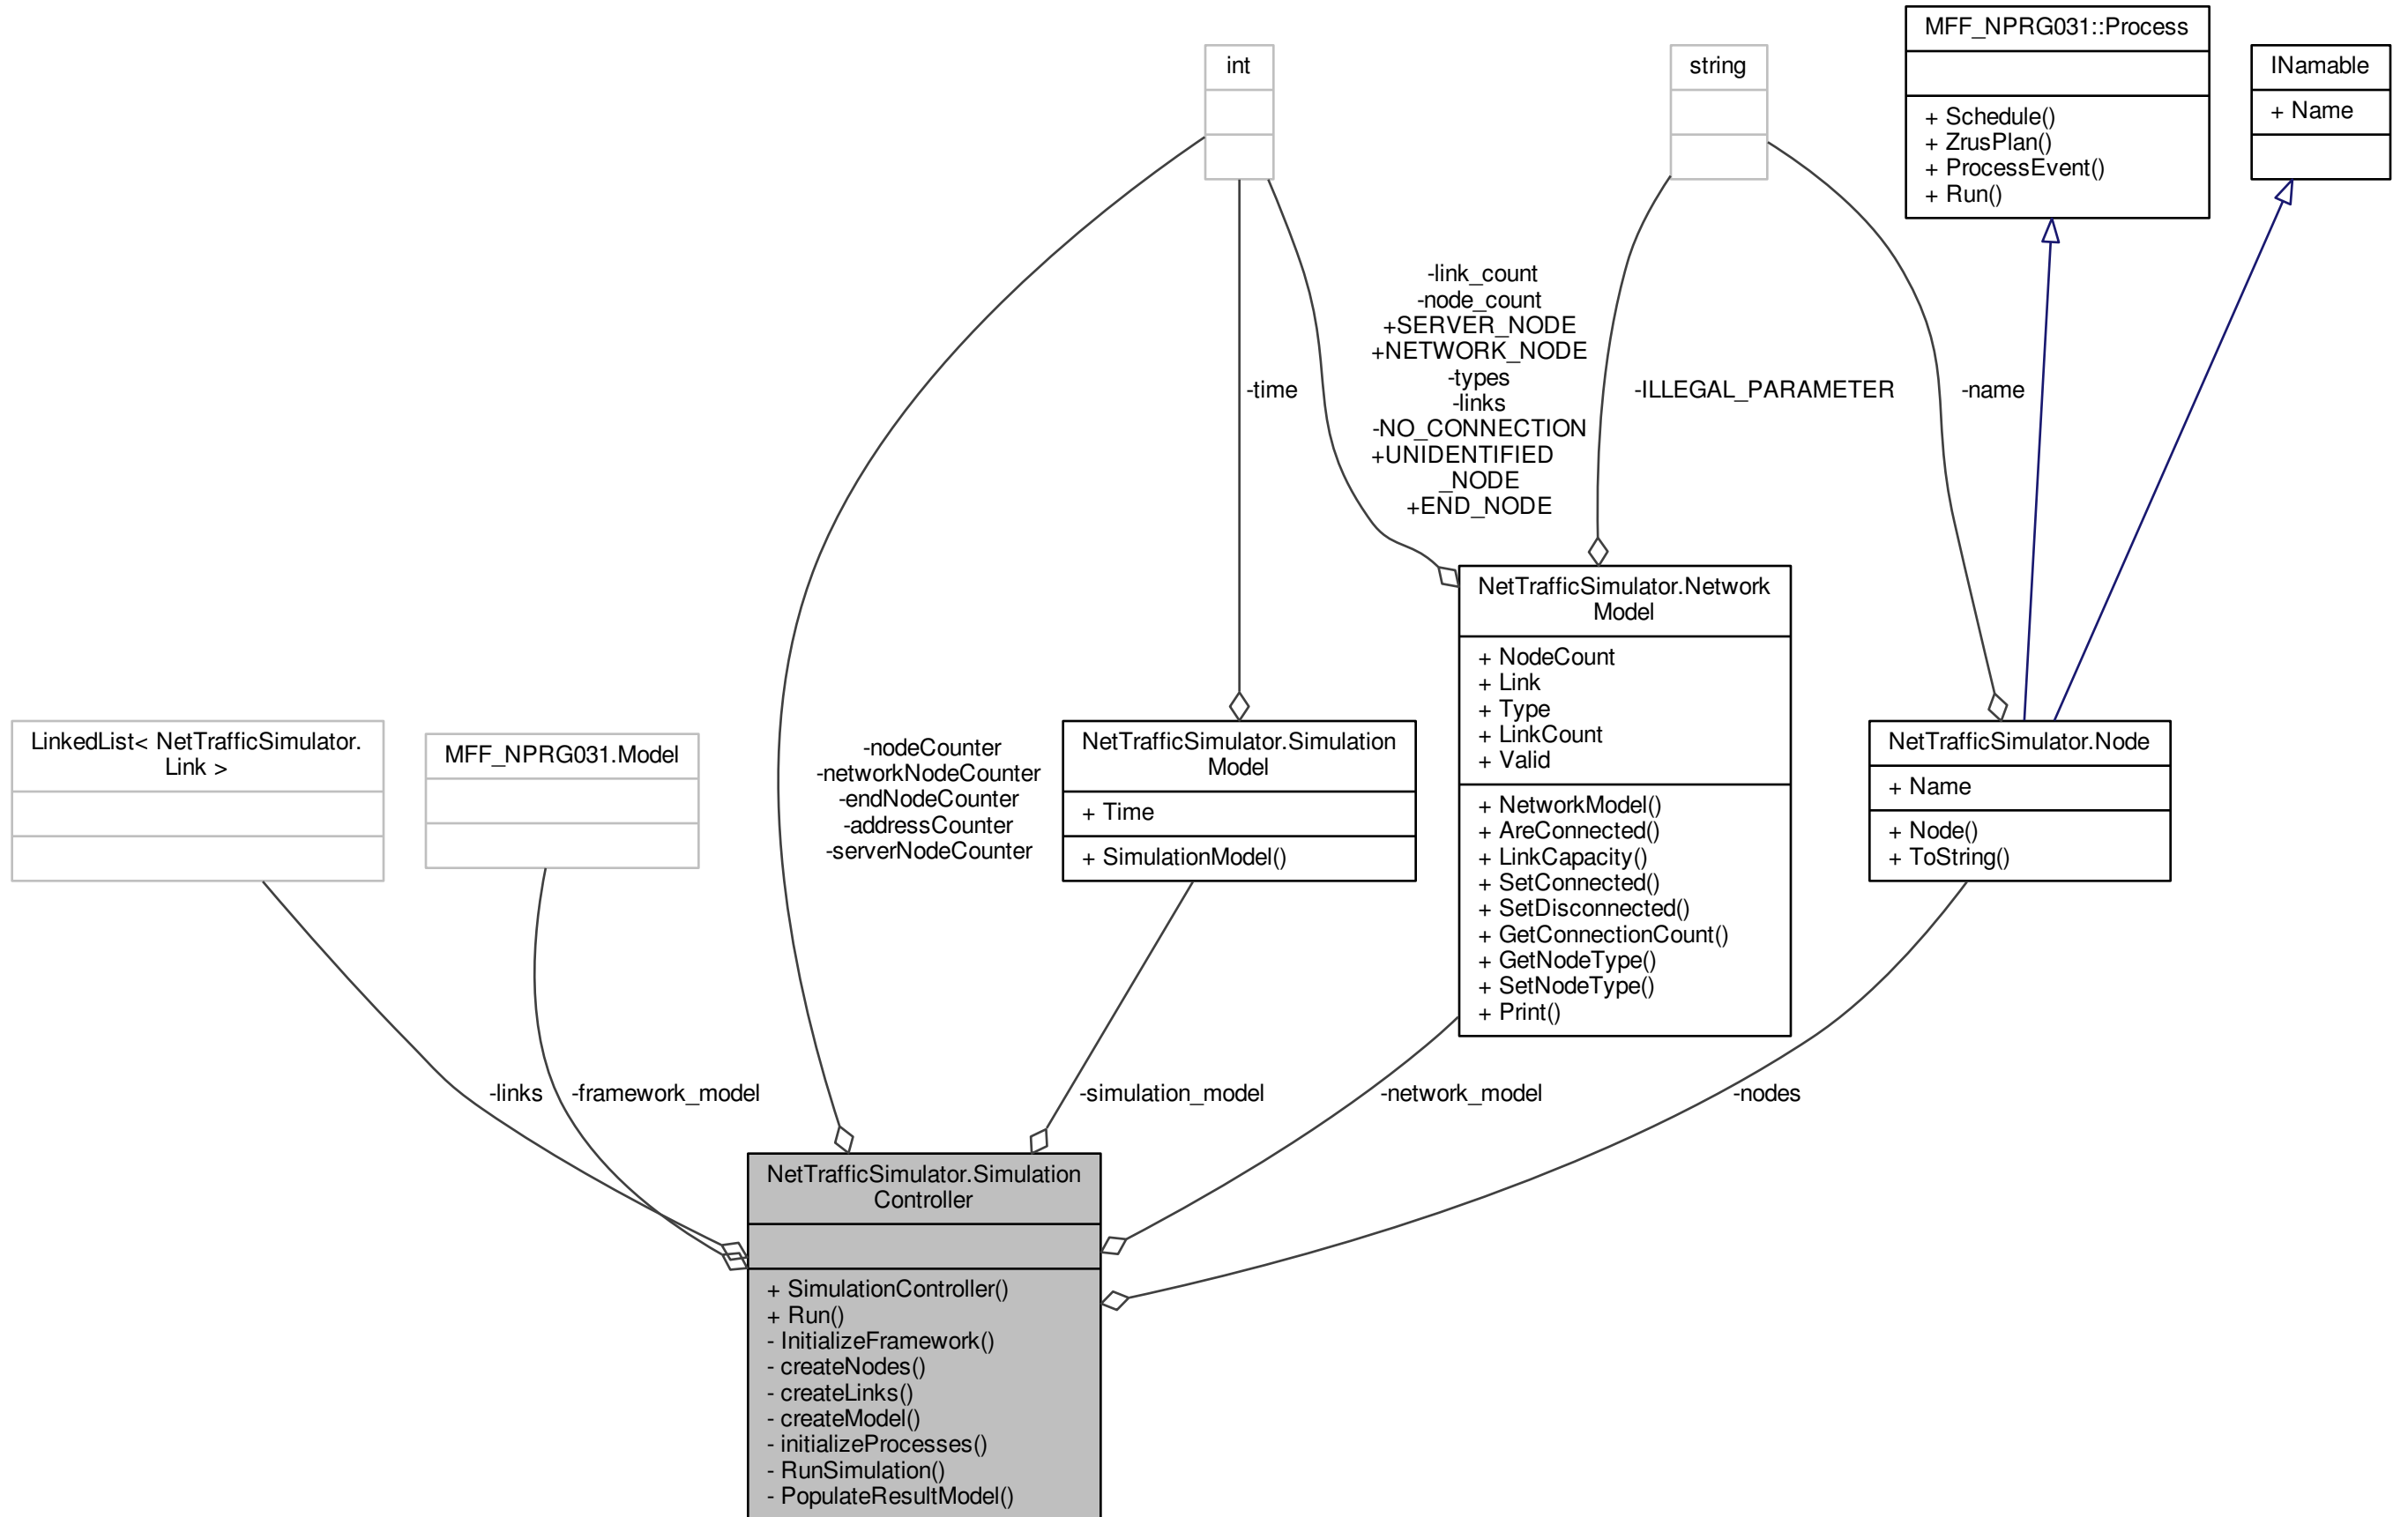 int
string
MFF_NPRG031::Process
+ Schedule()
+ ZrusPlan()
+ ProcessEvent()
+ Run()
INamable
+ Name
-link_count
-node_count
+SERVER_NODE
+NETWORK_NODE
-types
-links
-NO_CONNECTION
+UNIDENTIFIED
_NODE
+END_NODE
-time
-ILLEGAL_PARAMETER
-name
LinkedList< NetTrafficSimulator.
Link >
MFF_NPRG031.Model
-nodeCounter
-networkNodeCounter
-endNodeCounter
-addressCounter
-serverNodeCounter
NetTrafficSimulator.Simulation
Model
+ Time
+ SimulationModel()
NetTrafficSimulator.Network
Model
+ NodeCount
+ Link
+ Type
+ LinkCount
+ Valid
+ NetworkModel()
+ AreConnected()
+ LinkCapacity()
+ SetConnected()
+ SetDisconnected()
+ GetConnectionCount()
+ GetNodeType()
+ SetNodeType()
+ Print()
NetTrafficSimulator.Node
+ Name
+ Node()
+ ToString()
-links
-framework_model
-simulation_model
-network_model
-nodes
NetTrafficSimulator.Simulation
Controller
+ SimulationController()
+ Run()
- InitializeFramework()
- createNodes()
- createLinks()
- createModel()
- initializeProcesses()
- RunSimulation()
- PopulateResultModel()